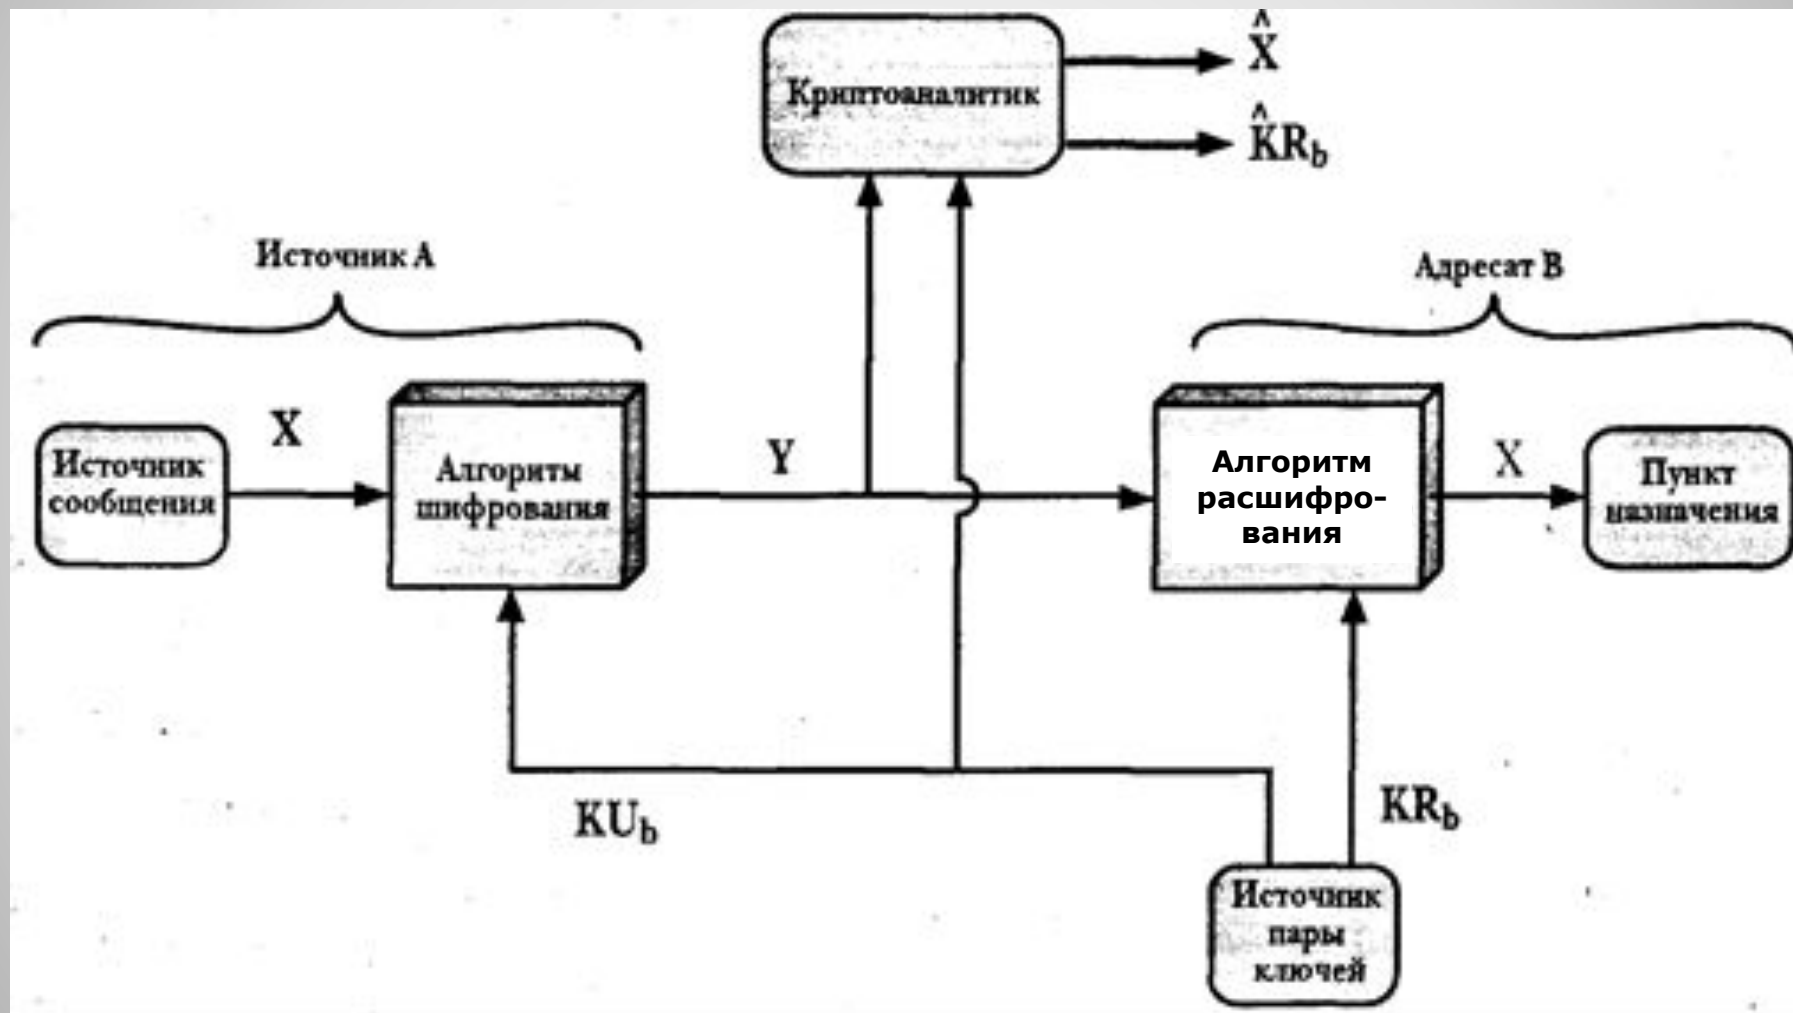 X̂
Криптоаналитик
K̂R_b
Источник А
Адресат В
X
Источник
сообщения
Алгоритм
шифрования
Y
Алгоритм
расшифро-
вания
X
Пункт
назначения
KU_b
KR_b
Источник
пары
ключей